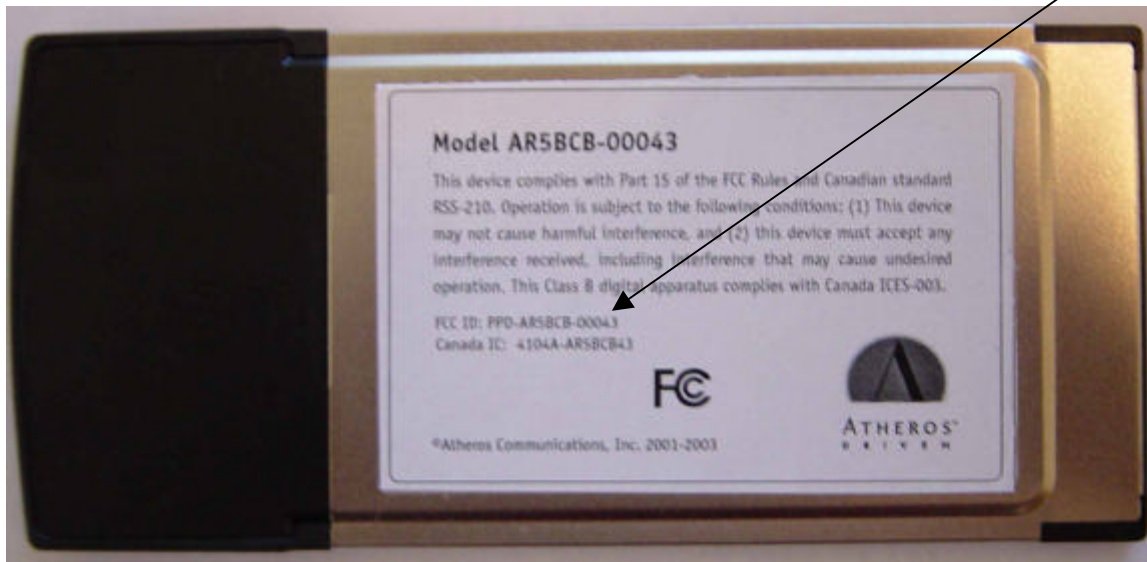 Model AR5BCB-00043
This device complies with Part 15 of the FCC Rules and Canadian standard
RSS-210. Operation is subject to the following conditions: (1) This device
may not cause harmful interference, and (2) this device must accept any
interference received, including interference that may cause undesired
operation. This Class B digital apparatus complies with Canada ICES-003.
FCC ID: PPD-AR5BCB-00043
Canada IC: 4104A-AR5BCB43
FC
ATHEROS™
DRIVEN
©Atheros Communications, Inc. 2001-2003